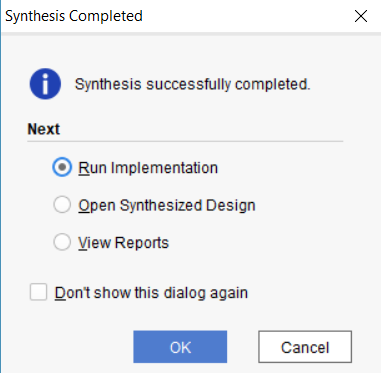 Synthesis Completed
Synthesis successfully completed.
Next
Run Implementation
Open Synthesized Design
View Reports
Don't show this dialog again
OK
Cancel